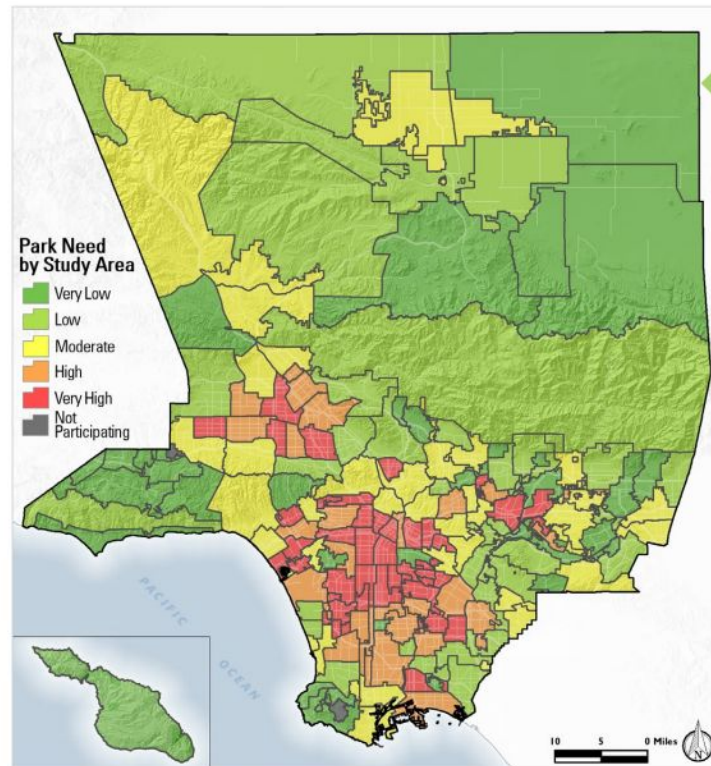 Park Need
by Study Area
Very Low
Low
Moderate
High
Very High
Not
Participating
PACIFIC
OCEAN
10 5 0 Miles
N